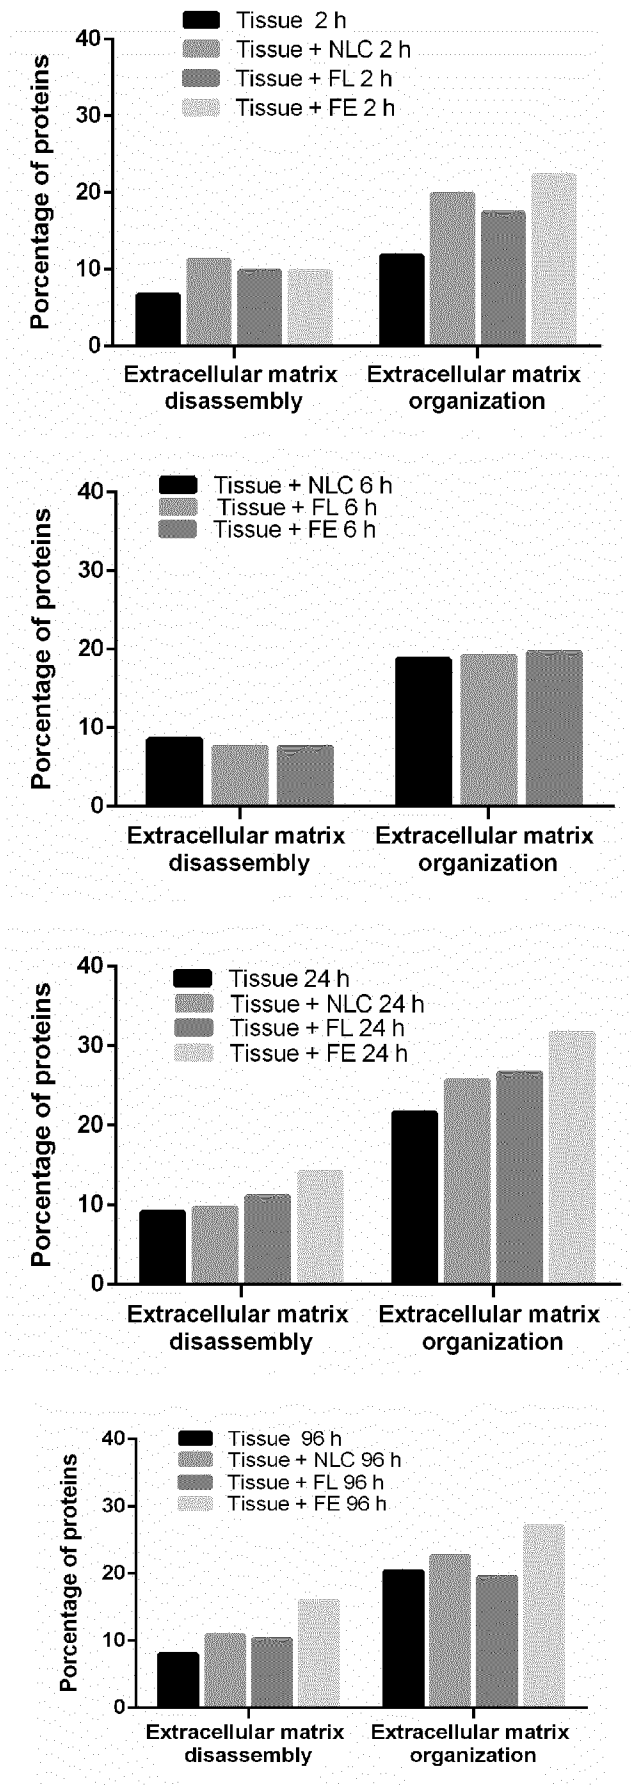 Tissue 2 h
Tissue + NLC 2 h
Tissue + FL 2 h
Tissue + FE 2 h
Porcentage of proteins
40
30
20
10
0
Extracellular matrix disassembly
Extracellular matrix organization
Tissue + NLC 6 h
Tissue + FL 6 h
Tissue + FE 6 h
Porcentage of proteins
40
30
20
10
0
Extracellular matrix disassembly
Extracellular matrix organization
Tissue 24 h
Tissue + NLC 24 h
Tissue + FL 24 h
Tissue + FE 24 h
Porcentage of proteins
40
30
20
10
0
Extracellular matrix disassembly
Extracellular matrix organization
Tissue 96 h
Tissue + NLC 96 h
Tissue + FL 96 h
Tissue + FE 96 h
Porcentage of proteins
40
30
20
10
0
Extracellular matrix disassembly
Extracellular matrix organization